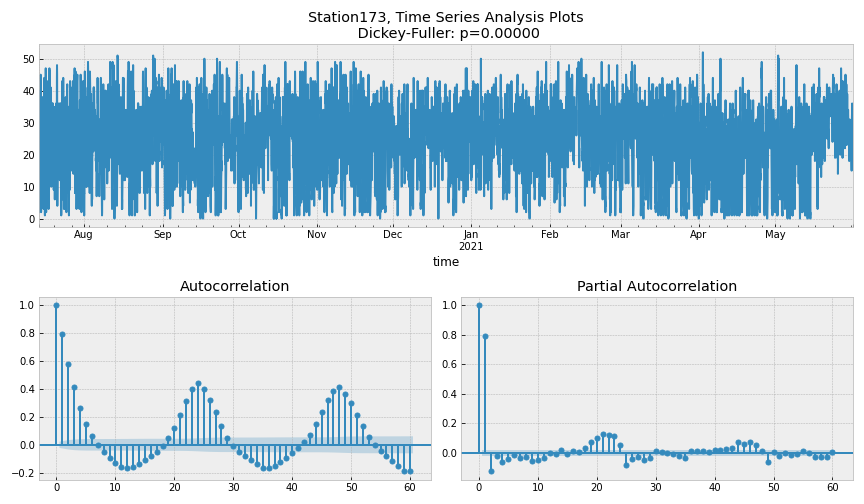 Station173, Time Series Analysis Plots
Dickey-Fuller: p=0.00000
50
40
30
20
10
0
Aug Sep Oct Nov Dec Jan Feb Mar Apr May
2021
time
Autocorrelation
1.0
0.8
0.6
0.4
0.2
0.0
−0.2
0 10 20 30 40 50 60
Partial Autocorrelation
1.0
0.8
0.6
0.4
0.2
0.0
0 10 20 30 40 50 60